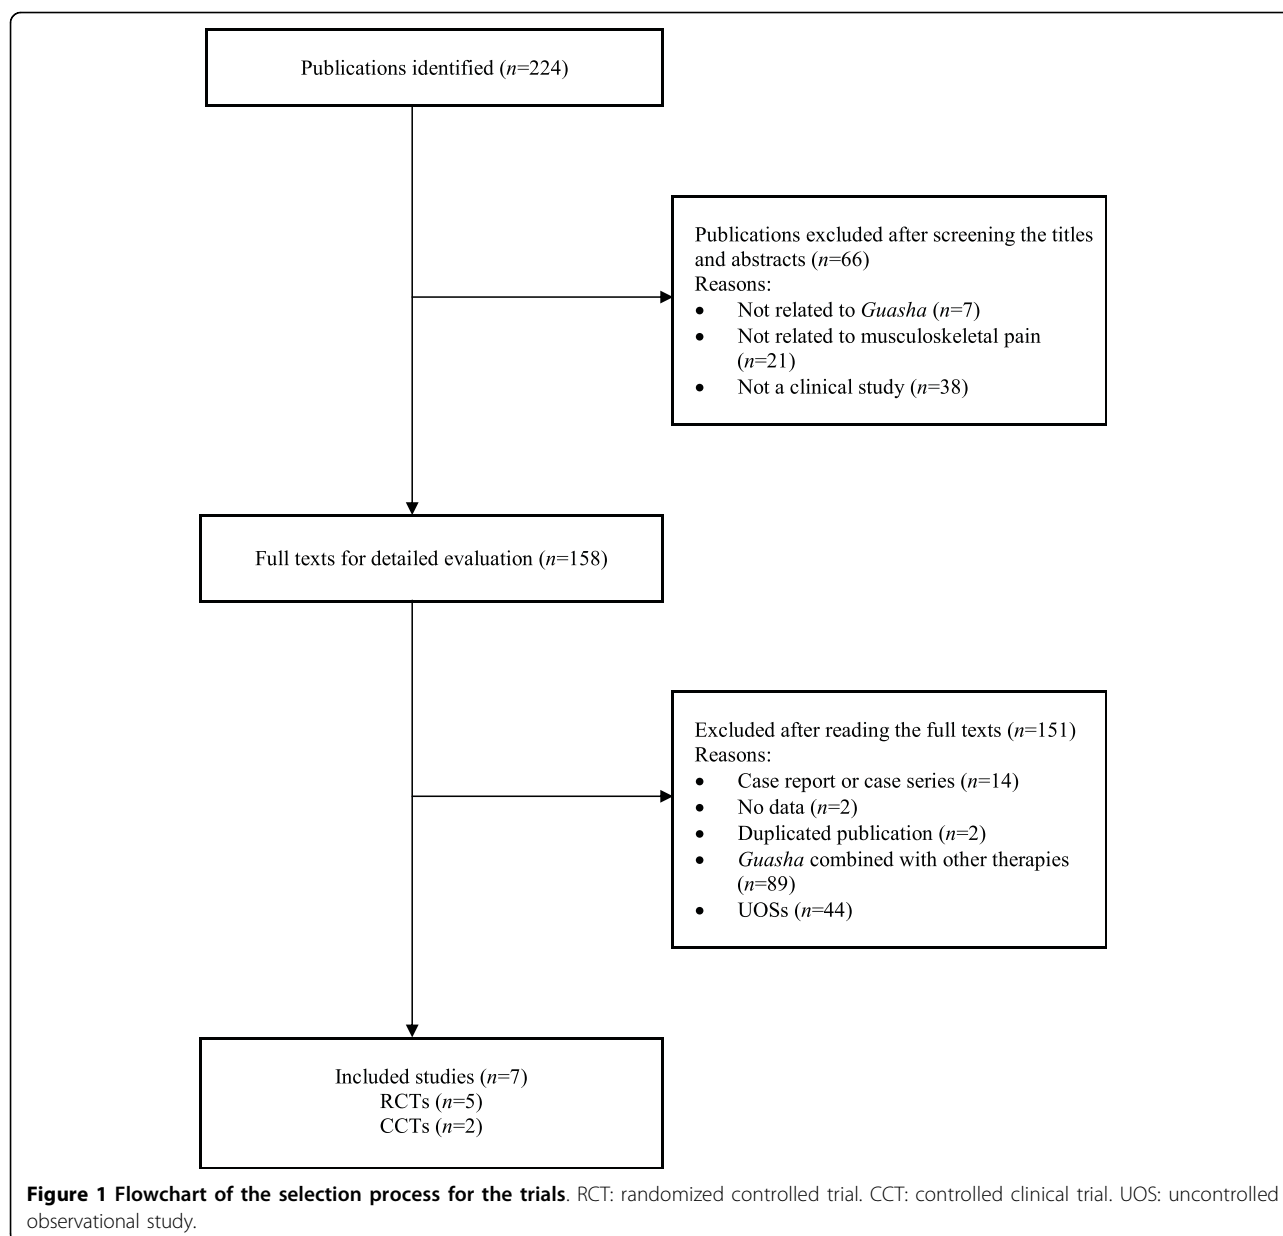 Publications identified (n=224)
Publications excluded after screening the titles
and abstracts (n=66)
Reasons:
• Not related to Guasha (n=7)
• Not related to musculoskeletal pain
(n=21)
• Not a clinical study (n=38)
Full texts for detailed evaluation (n=158)
Excluded after reading the full texts (n=151)
Reasons:
• Case report or case series (n=14)
• No data (n=2)
• Duplicated publication (n=2)
• Guasha combined with other therapies
(n=89)
• UOSs (n=44)
Included studies (n=7)
RCTs (n=5)
CCTs (n=2)
Figure 1 Flowchart of the selection process for the trials. RCT: randomized controlled trial. CCT: controlled clinical trial. UOS: uncontrolled
observational study.